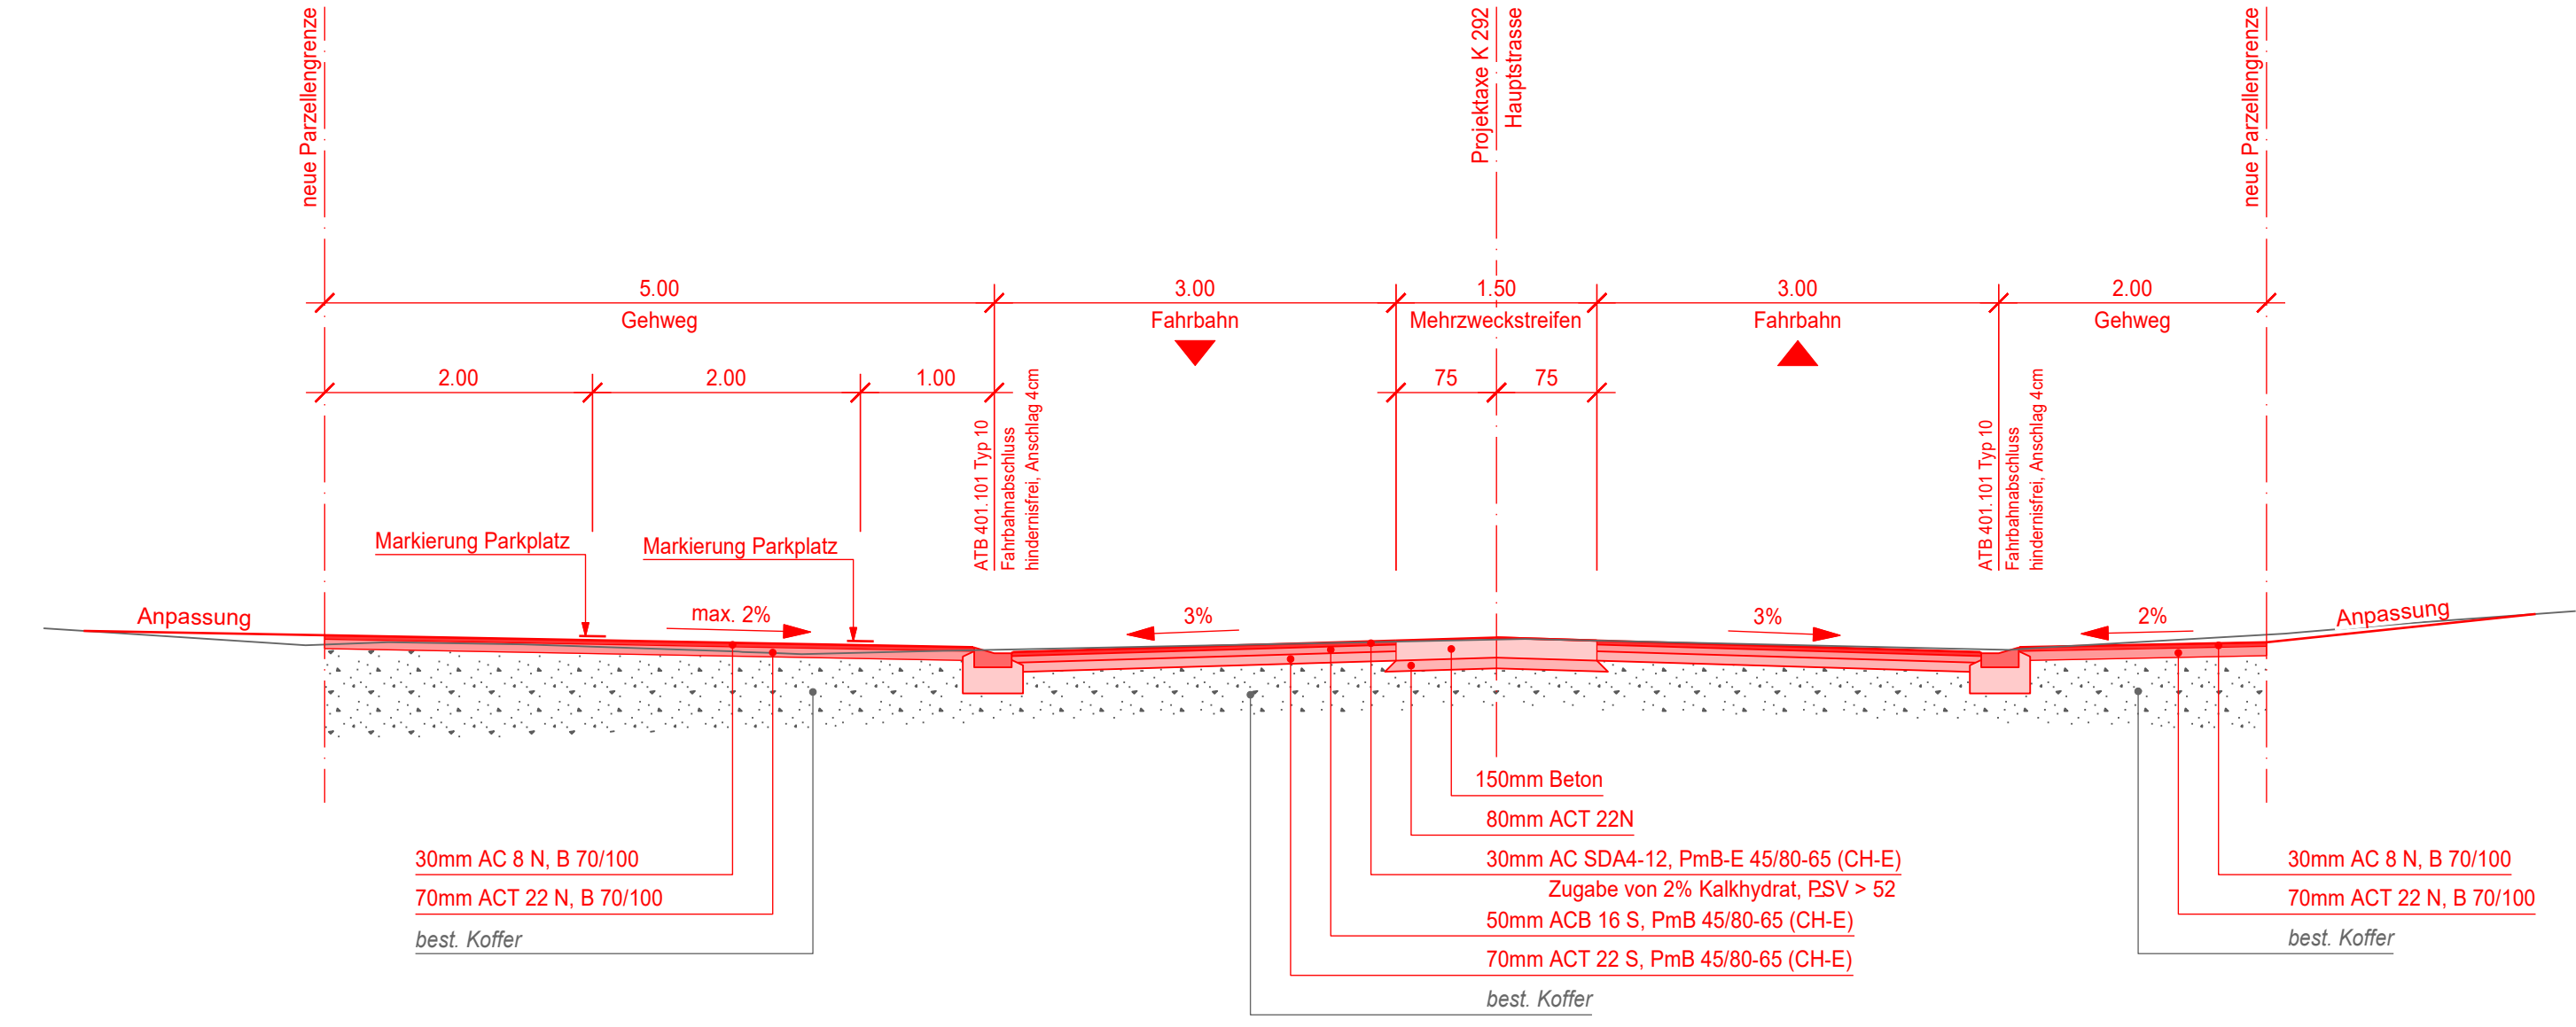 neue Parzellengrenze
Projektaxe K 292
Hauptstrasse
neue Parzellengrenze
5.00
3.00
1.50
3.00
2.00
Gehweg
Fahrbahn
Mehrzweckstreifen
Fahrbahn
Gehweg
2.00
2.00
1.00
75
75
ATB 401.101 Typ 10
Fahrbahnabschluss
hindernisfrei, Anschlag 4cm
ATB 401.101 Typ 10
Fahrbahnabschluss
hindernisfrei, Anschlag 4cm
Markierung Parkplatz
Markierung Parkplatz
Anpassung
max. 2%
3%
3%
2%
Anpassung
150mm Beton
80mm ACT 22N
30mm AC 8 N, B 70/100
70mm ACT 22 N, B 70/100
best. Koffer
30mm AC SDA4-12, PmB-E 45/80-65 (CH-E)
Zugabe von 2% Kalkhydrat, PSV > 52
50mm ACB 16 S, PmB 45/80-65 (CH-E)
70mm ACT 22 S, PmB 45/80-65 (CH-E)
best. Koffer
30mm AC 8 N, B 70/100
70mm ACT 22 N, B 70/100
best. Koffer